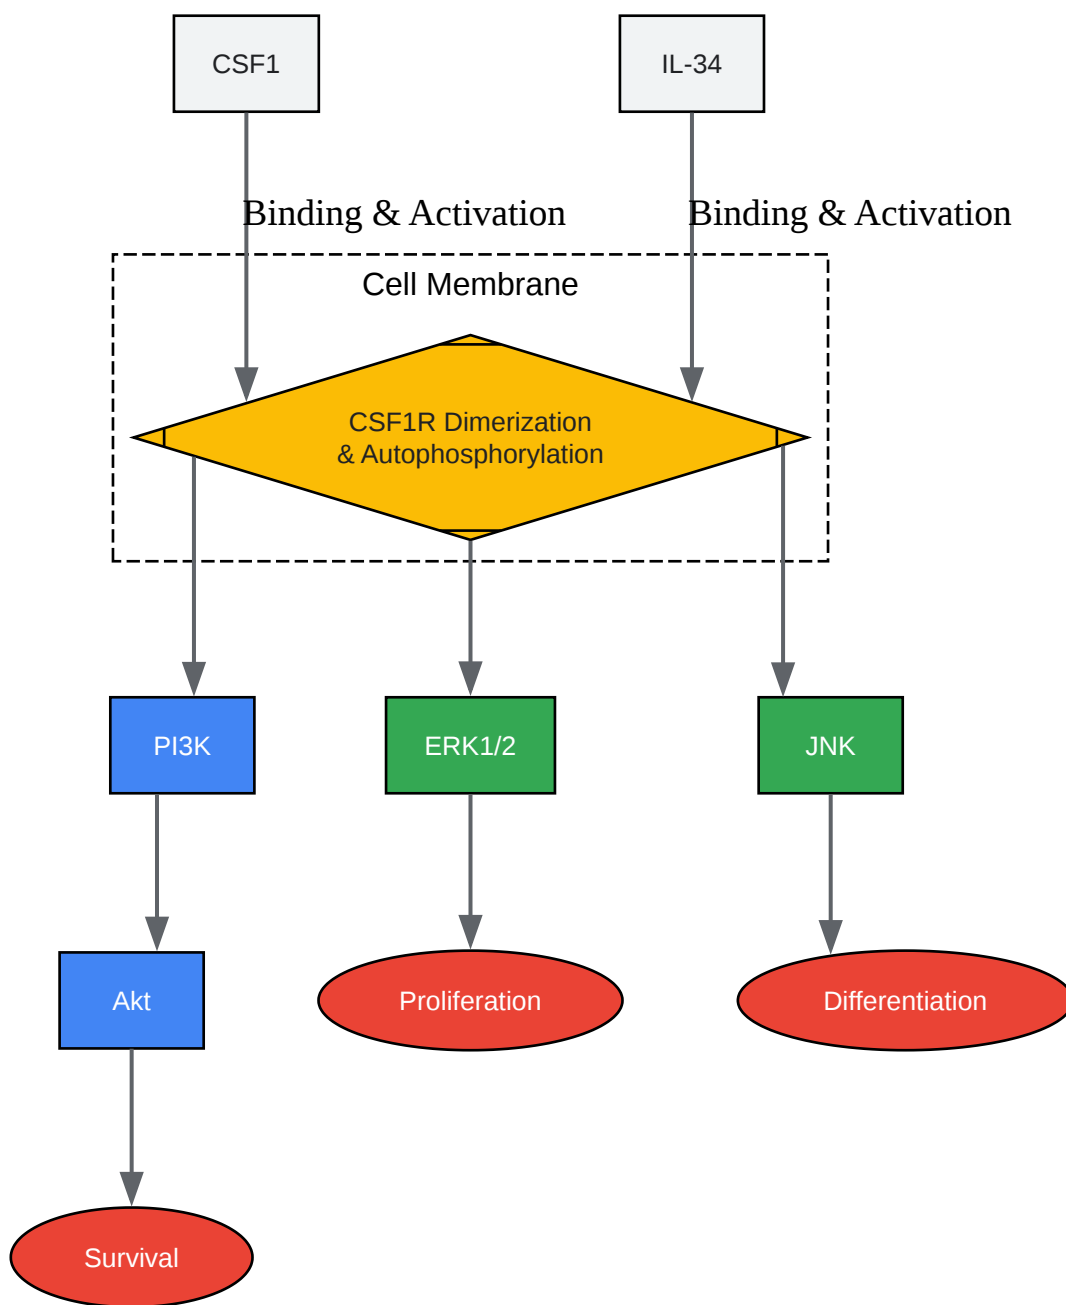 CSF1
IL-34
Binding & Activation
Binding & Activation
Cell Membrane
CSF1R Dimerization
& Autophosphorylation
PI3K
ERK1/2
JNK
Akt
Proliferation
Differentiation
Survival